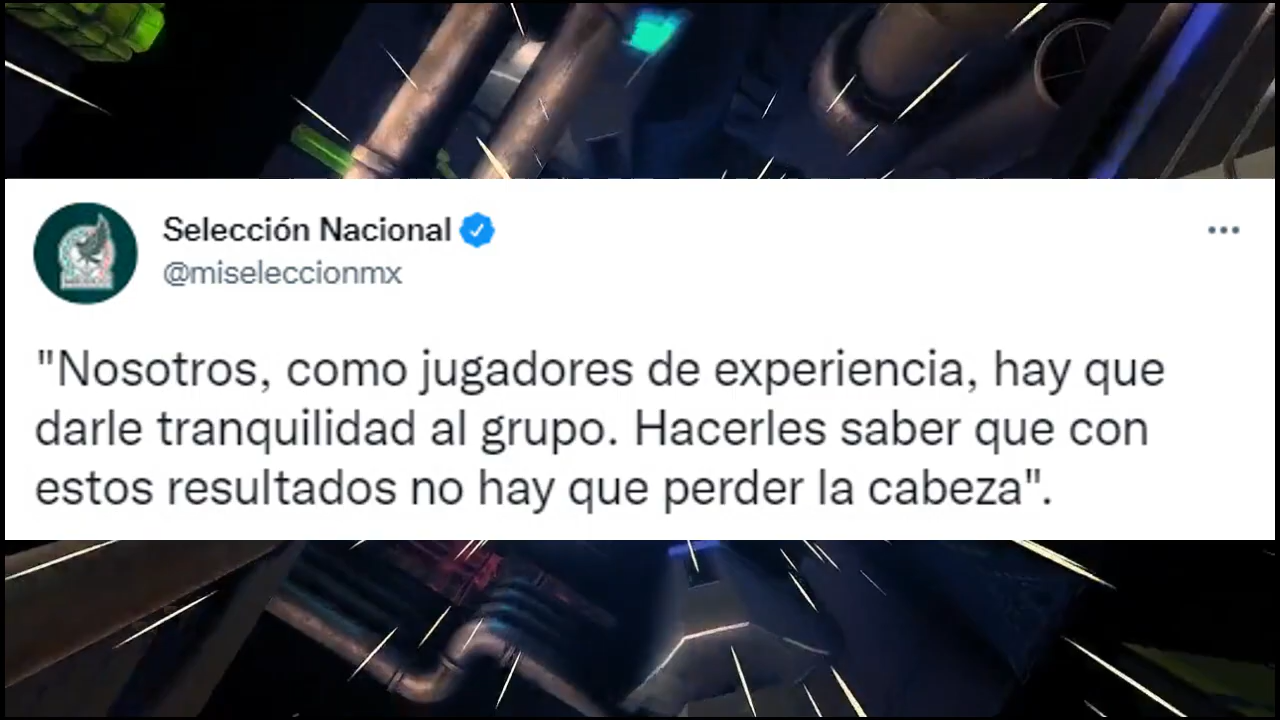 Selección Nacional
@miseleccionmx
"Nosotros, como jugadores de experiencia, hay que
darle tranquilidad al grupo. Hacerles saber que con
estos resultados no hay que perder la cabeza".